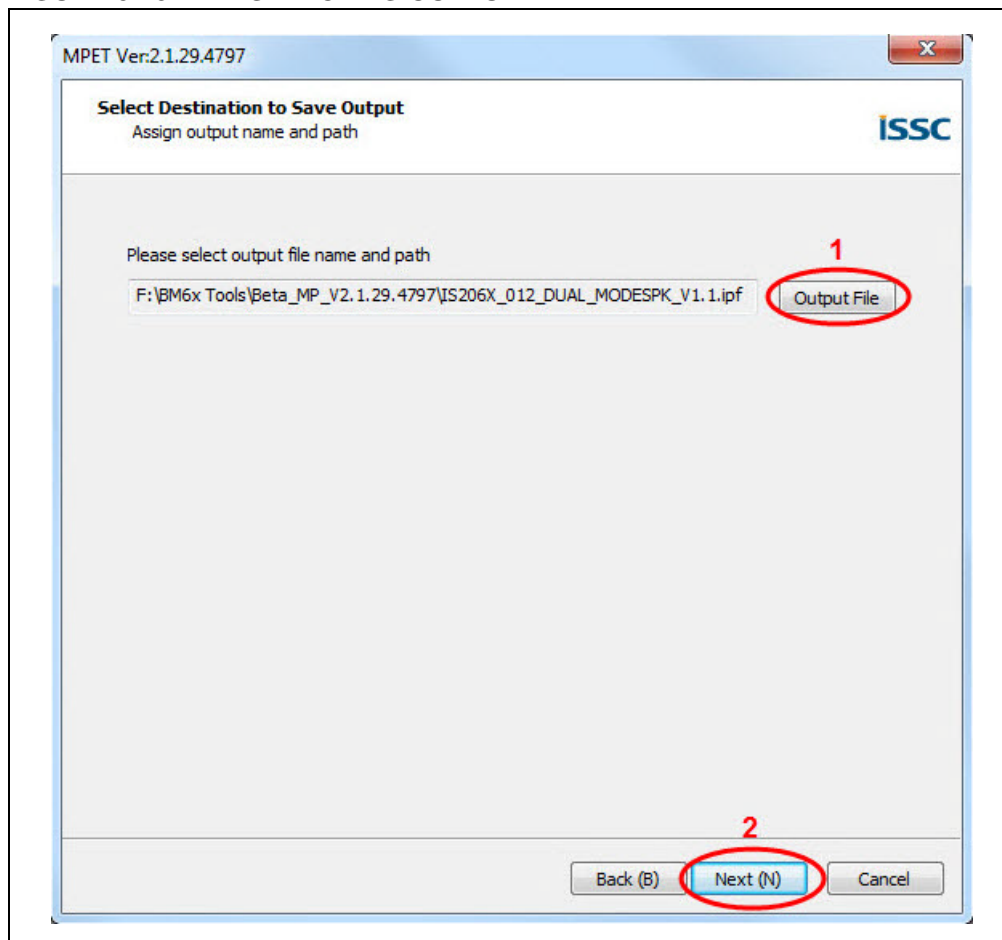 MPET Ver:2.1.29.4797
Select Destination to Save Output
Assign output name and path
ISSC
Please select output file name and path
1
F:\BM6x Tools\Beta_MP_V2.1.29.4797\IS206X_012_DUAL_MODESPK_V1.1.ipf
Output File
2
Back (B)
Next (N)
Cancel